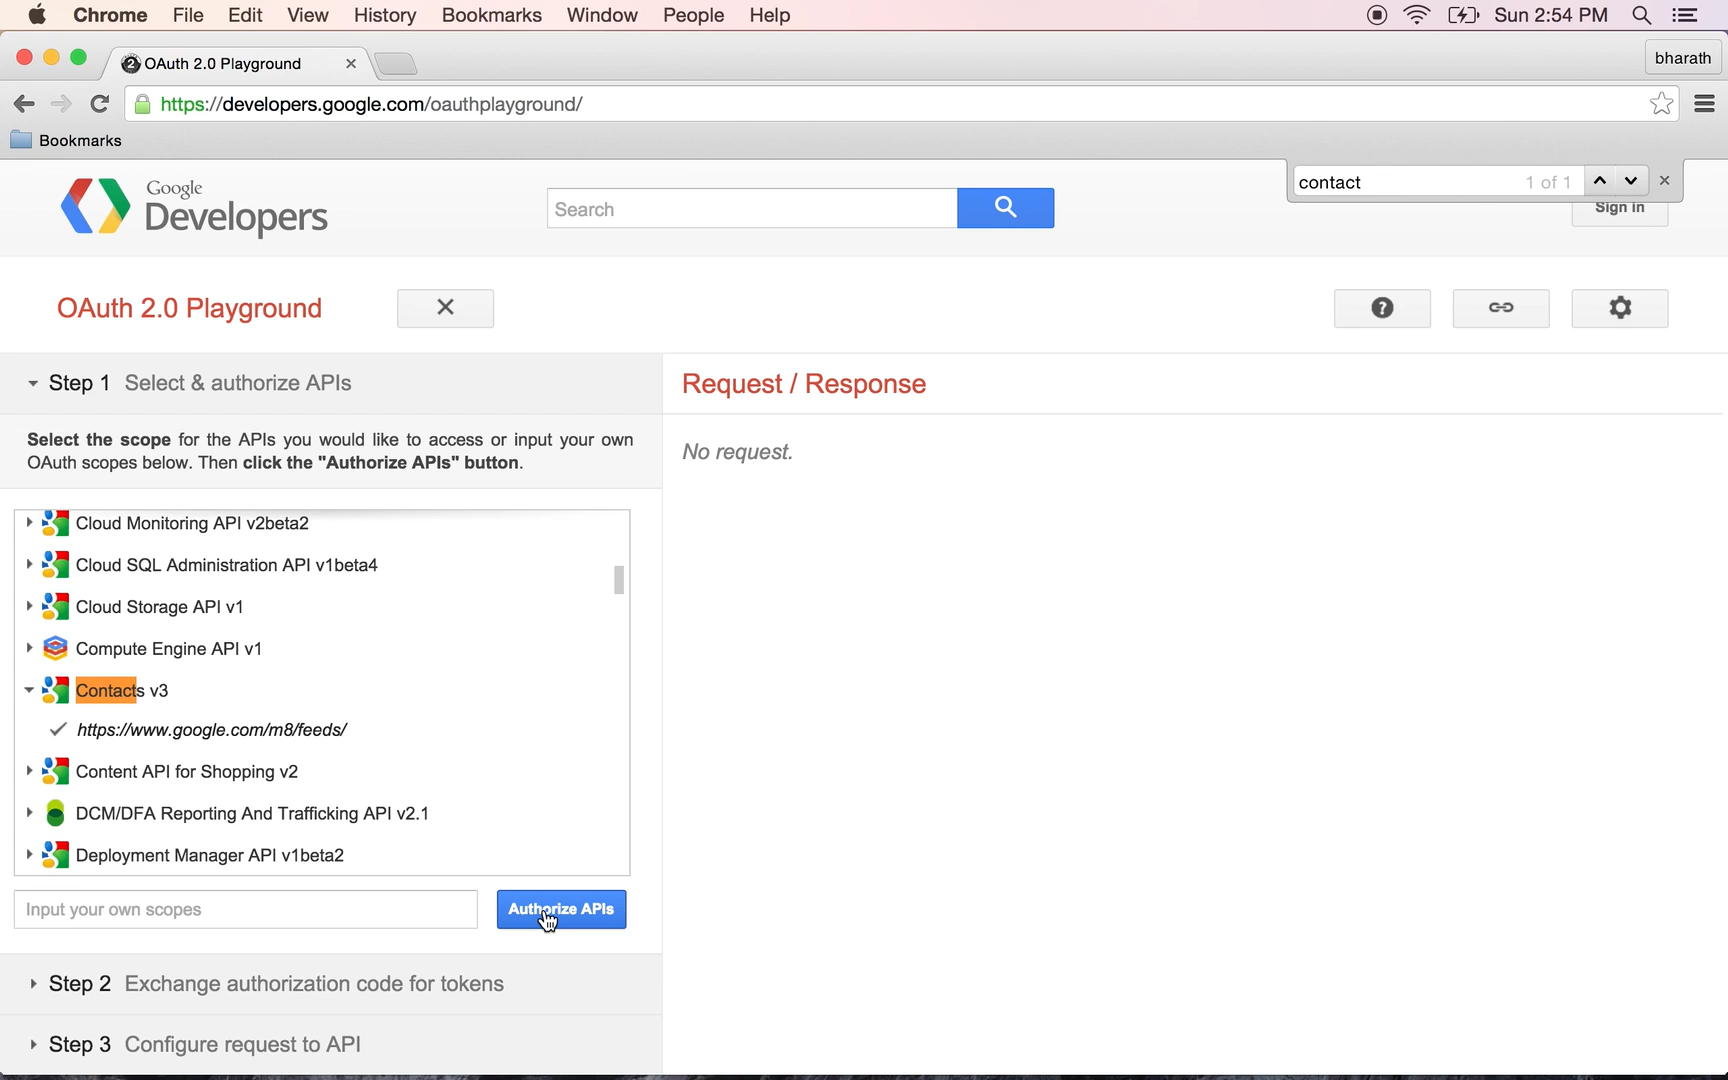 Chrome File Edit View History Bookmarks Window People Help Sun 2:54 PM
OAuth 2.0 Playground bharath
https://developers.google.com/oauthplayground/
Bookmarks
contact 1 of 1
Google
Developers
Search
Sign in
OAuth 2.0 Playground
Step 1 Select & authorize APIs
Request / Response
Select the scope for the APIs you would like to access or input your own
OAuth scopes below. Then click the "Authorize APIs" button.
No request.
Cloud Monitoring API v2beta2
Cloud SQL Administration API v1beta4
Cloud Storage API v1
Compute Engine API v1
Contacts v3
https://www.google.com/m8/feeds/
Content API for Shopping v2
DCM/DFA Reporting And Trafficking API v2.1
Deployment Manager API v1beta2
Input your own scopes
Authorize APIs
Step 2 Exchange authorization code for tokens
Step 3 Configure request to API